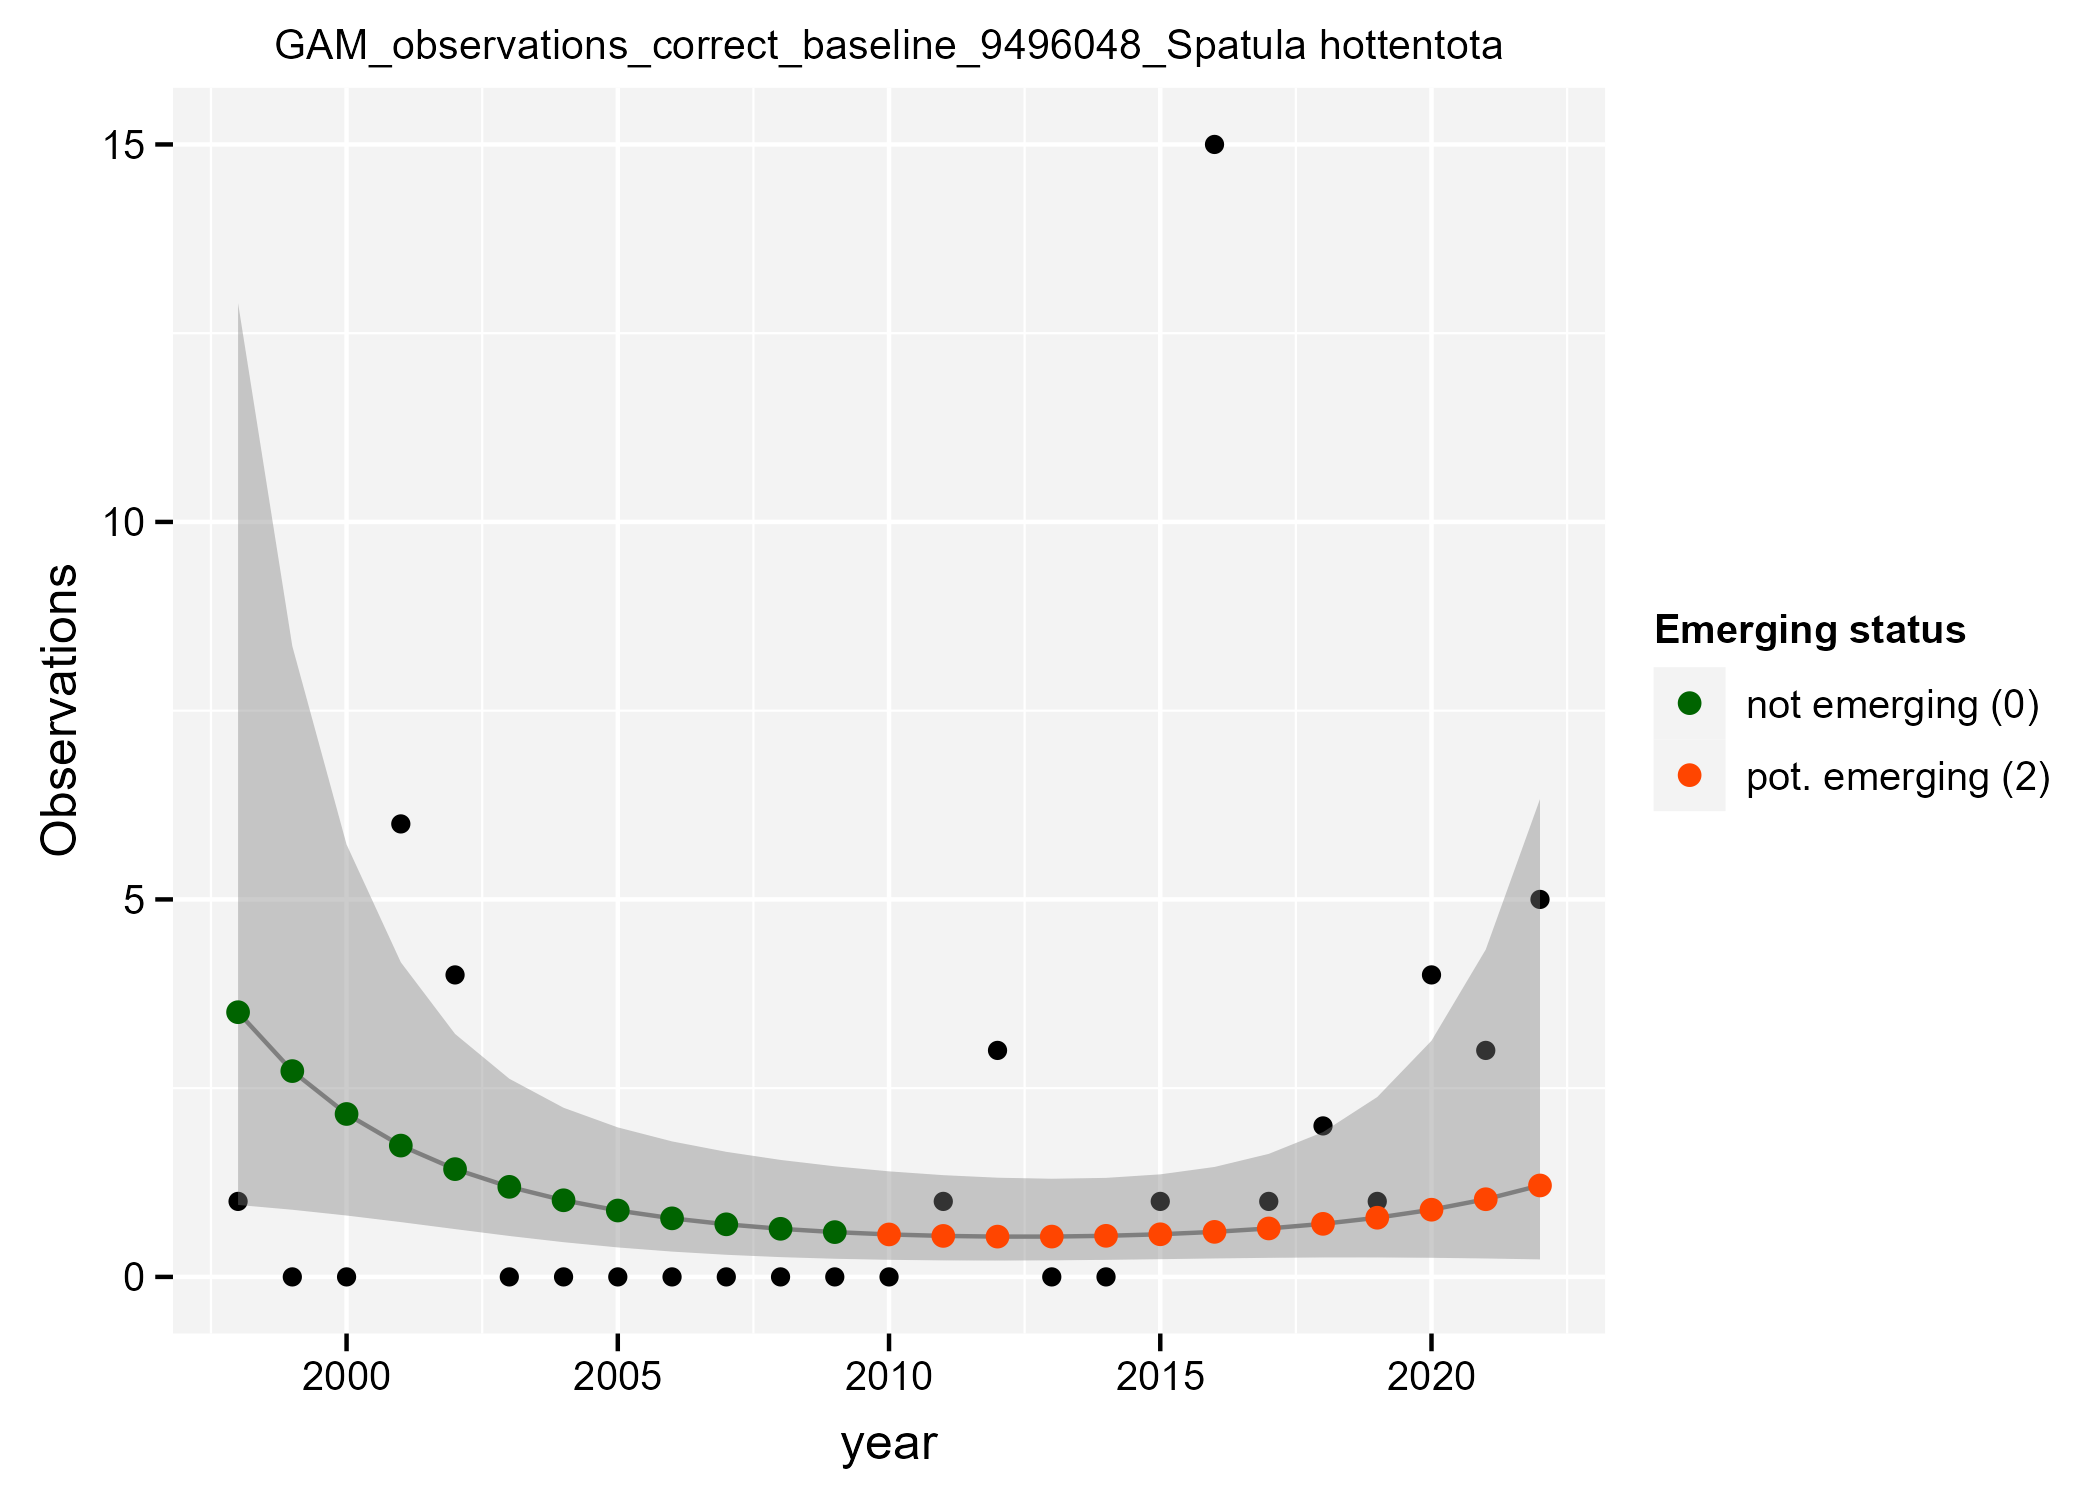 GAM_observations_correct_baseline_9496048_Spatula hottentota
15
10
5
0
Observations
2000 2005 2010 2015 2020
year
Emerging status
not emerging (0)
pot. emerging (2)